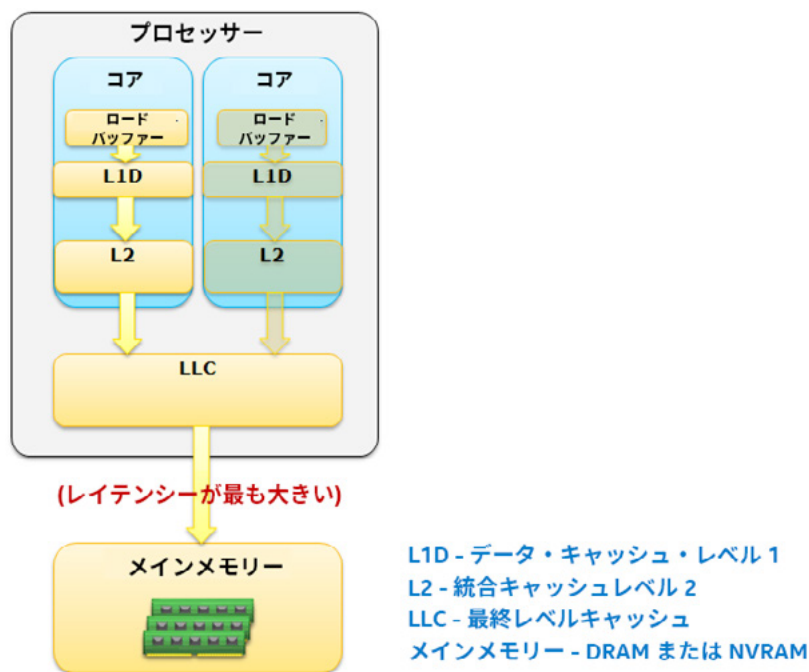 プロセッサー
コア
コア
ロード
バッファー
ロード
バッファー
L1D
L1D
L2
L2
LLC
(レイテンシーが最も大きい)
メインメモリー
L1D - データ・キャッシュ・レベル 1
L2 - 統合キャッシュレベル 2
LLC - 最終レベルキャッシュ
メインメモリー - DRAM または NVRAM